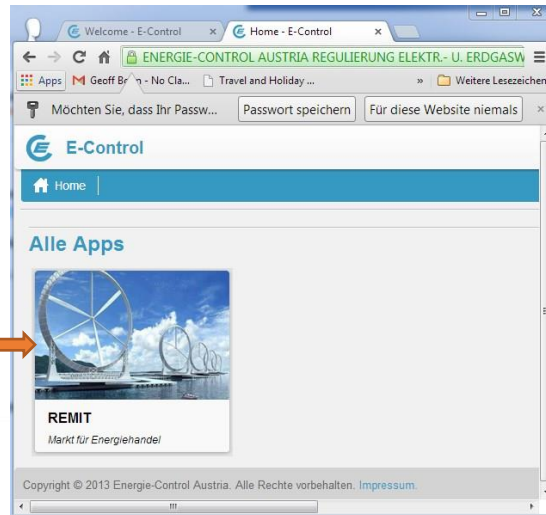 Welcome - E-Control
Home - E-Control
ENERGIE-CONTROL AUSTRIA REGULIERUNG ELEKTR.- U. ERDGASW
Apps
Geoff - No Cla...
Travel and Holiday ...
»
Weitere Lesezeichen
Möchten Sie, dass Ihr Passw...
Passwort speichern
Für diese Website niemals
E-Control
Home
Alle Apps
REMIT
Markt für Energiehandel
Copyright © 2013 Energie-Control Austria. Alle Rechte vorbehalten. Impressum.